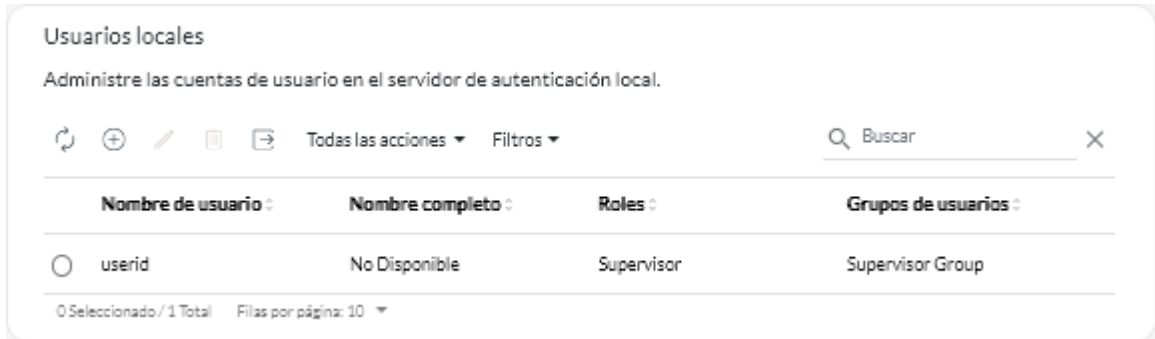 Usuarios locales
Administre las cuentas de usuario en el servidor de autenticación local.
Todas las acciones Filtros Buscar
Nombre de usuario Nombre completo Roles Grupos de usuarios
userid No Disponible Supervisor Supervisor Group
0 Seleccionado / 1 Total Filas por página: 10